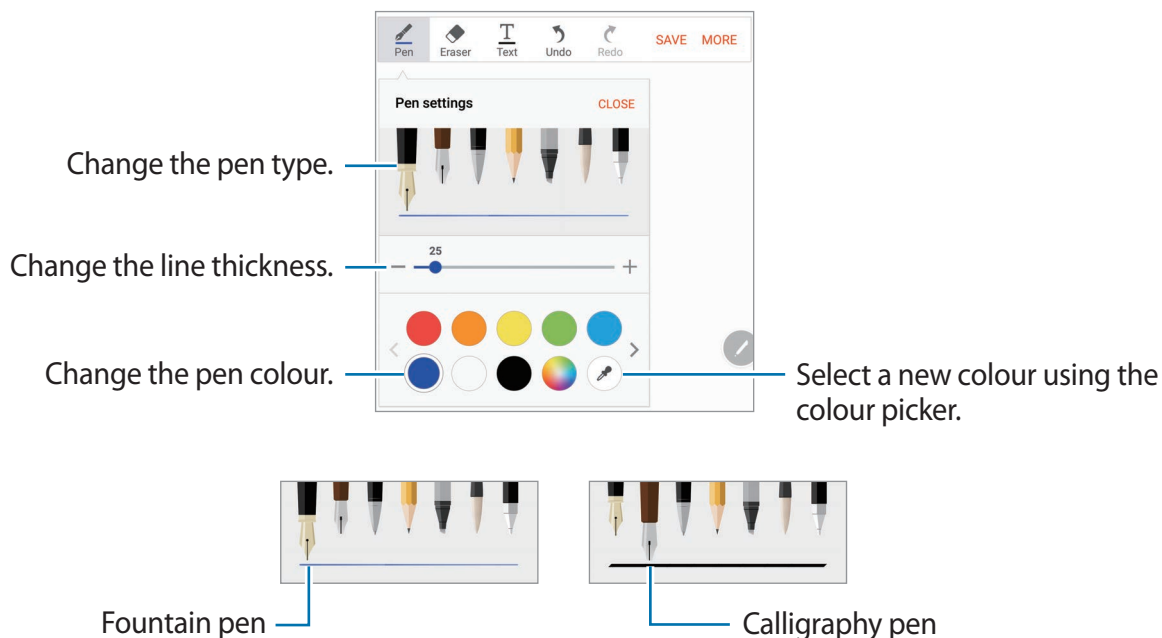 Pen Eraser Text Undo Redo SAVE MORE
Pen settings CLOSE
Change the pen type.
25
Change the line thickness.
Change the pen colour.
Select a new colour using the
colour picker.
Fountain pen
Calligraphy pen